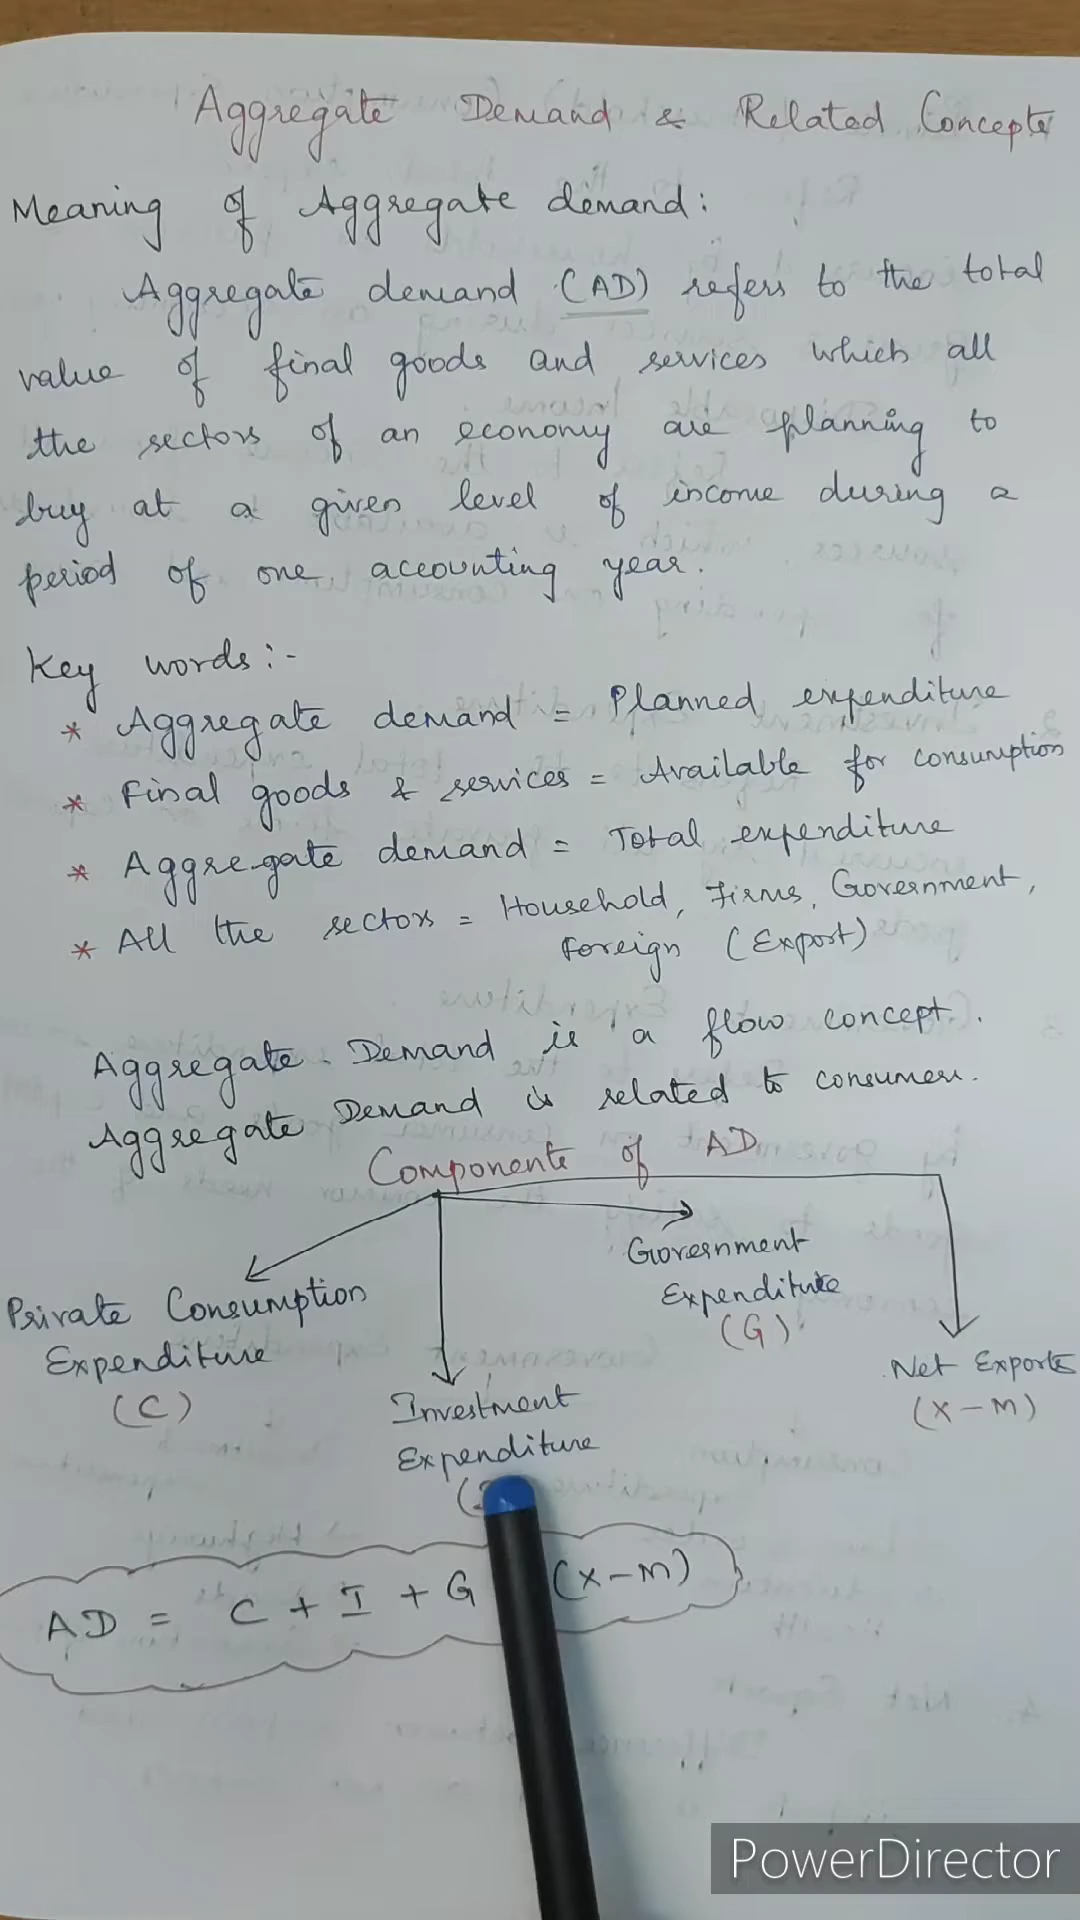 Aggregate Demand & Related Concepts
Meaning of Aggregate demand:
Aggregate demand (AD) refers to the total
value of final goods and services which all
the sectors of an economy are planning to
buy at a given level of income during a
period of one accounting year.
Key words:-
* Aggregate demand = Planned expenditure
* Final goods & services = Available for consumption
* Aggregate demand = Total expenditure
* All the sectors = Household, Firms, Government,
Foreign (Export)
Aggregate Demand is a flow concept.
Aggregate Demand is related to consumers.
Components of AD
Private Consumption
Expenditure
(C)
Investment
Expenditure
Government
Expenditure
(G)
Net Exports
(X-M)
AD = C + I + G (X-M)
PowerDirector